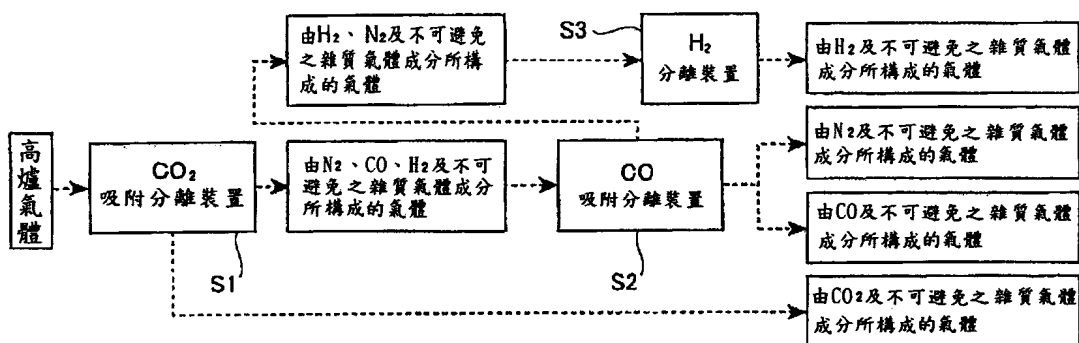 由H₂、N₂及不可避免
之雜質氣體成分所構
成的氣體
S3
H₂
分離裝置
由H₂及不可避免之雜質氣體
成分所構成的氣體
高爐氣體
CO₂
吸附分離裝置
S1
由N₂、CO、H₂及不可
避免之雜質氣體成分
所構成的氣體
CO
吸附分離裝置
S2
由N₂及不可避免之雜質氣體
成分所構成的氣體
由CO及不可避免之雜質氣體
成分所構成的氣體
由CO₂及不可避免之雜質氣體
成分所構成的氣體